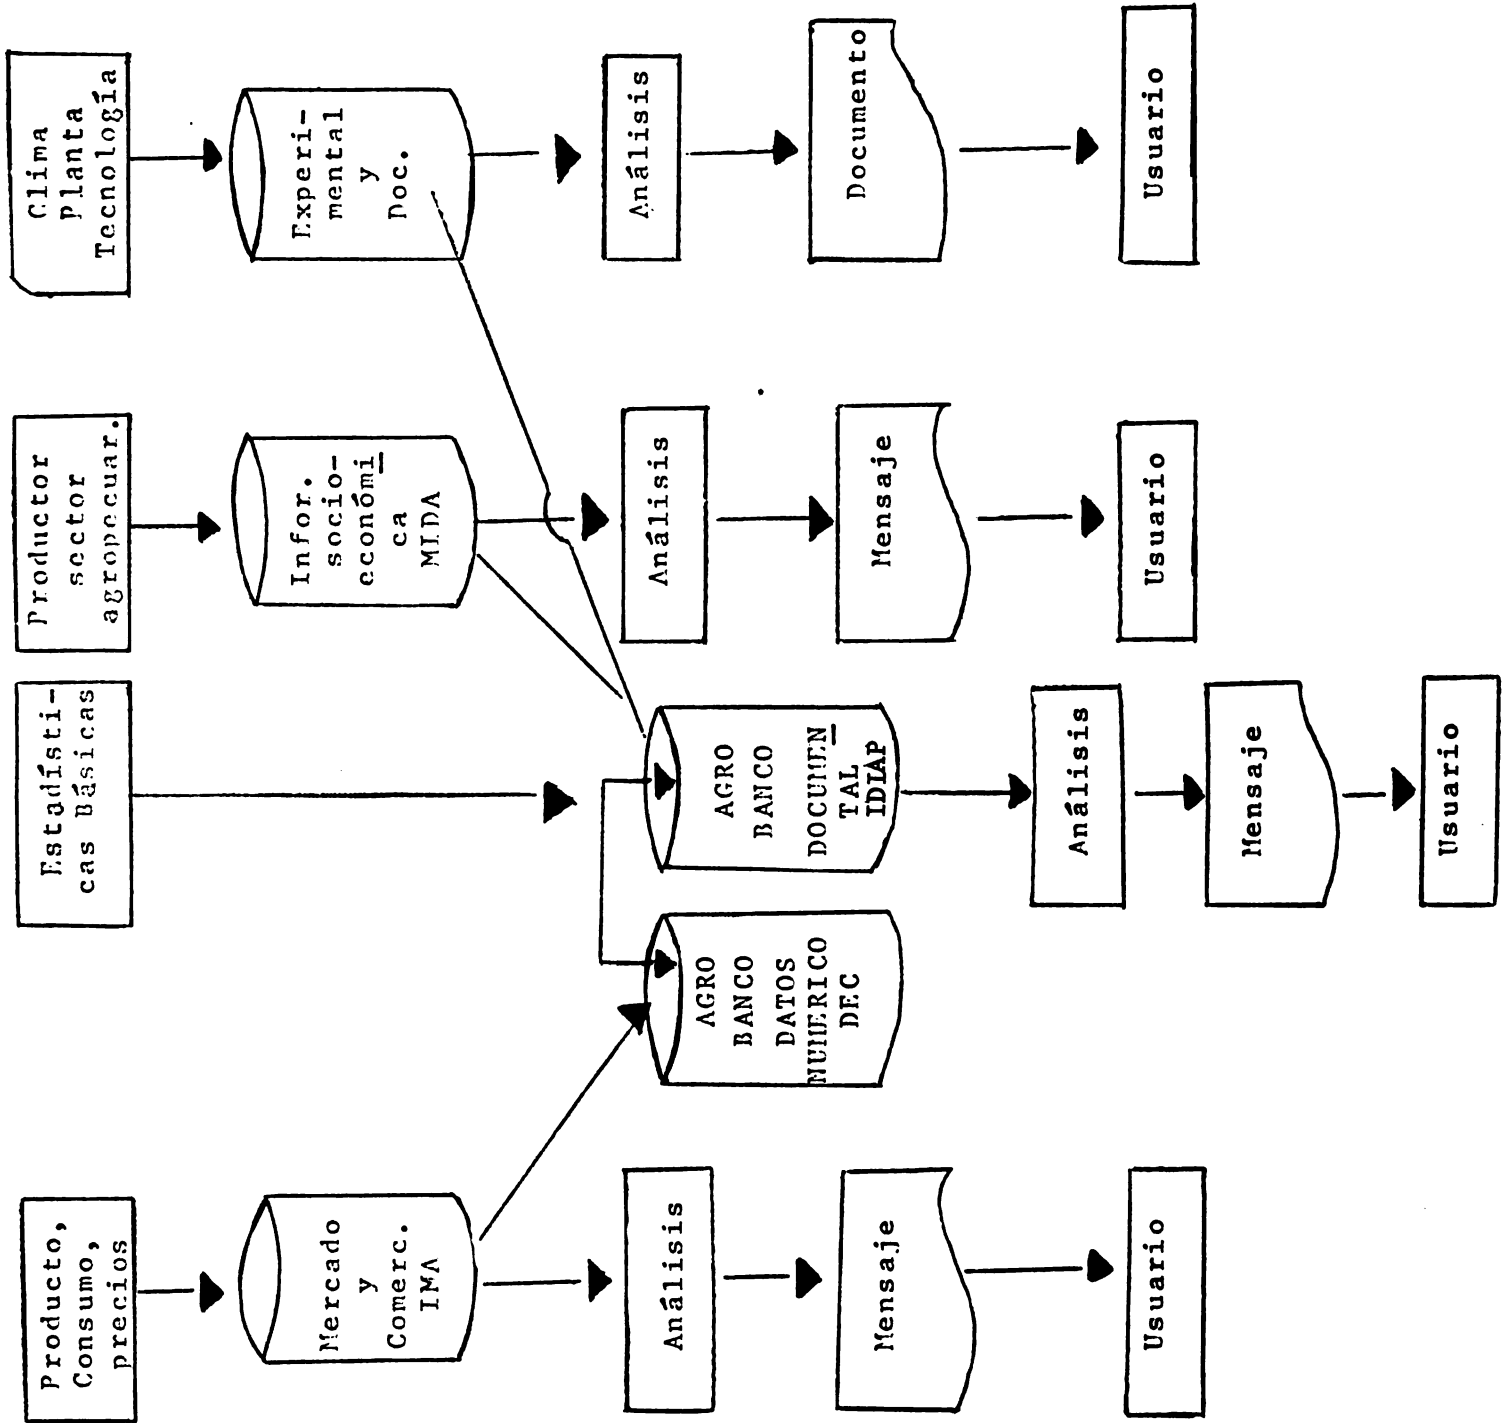 Producto,
Consumo,
precios
Mercado
y
Comerc.
IMA
Análisis
Mensaje
Usuario
Estadísti-
cas Básicas
AGRO
BANCO
DATOS
NUMERICO
DEC
AGRO
BANCO
DOCUMEN
TAL
IDIAP
Análisis
Mensaje
Usuario
Productor
sector
agropecuar.
Infor.
socio-
económi
ca
MIDA
Análisis
Mensaje
Usuario
Clima
Planta
Tecnología
Experi-
mental
y
Doc.
Análisis
Documento
Usuario